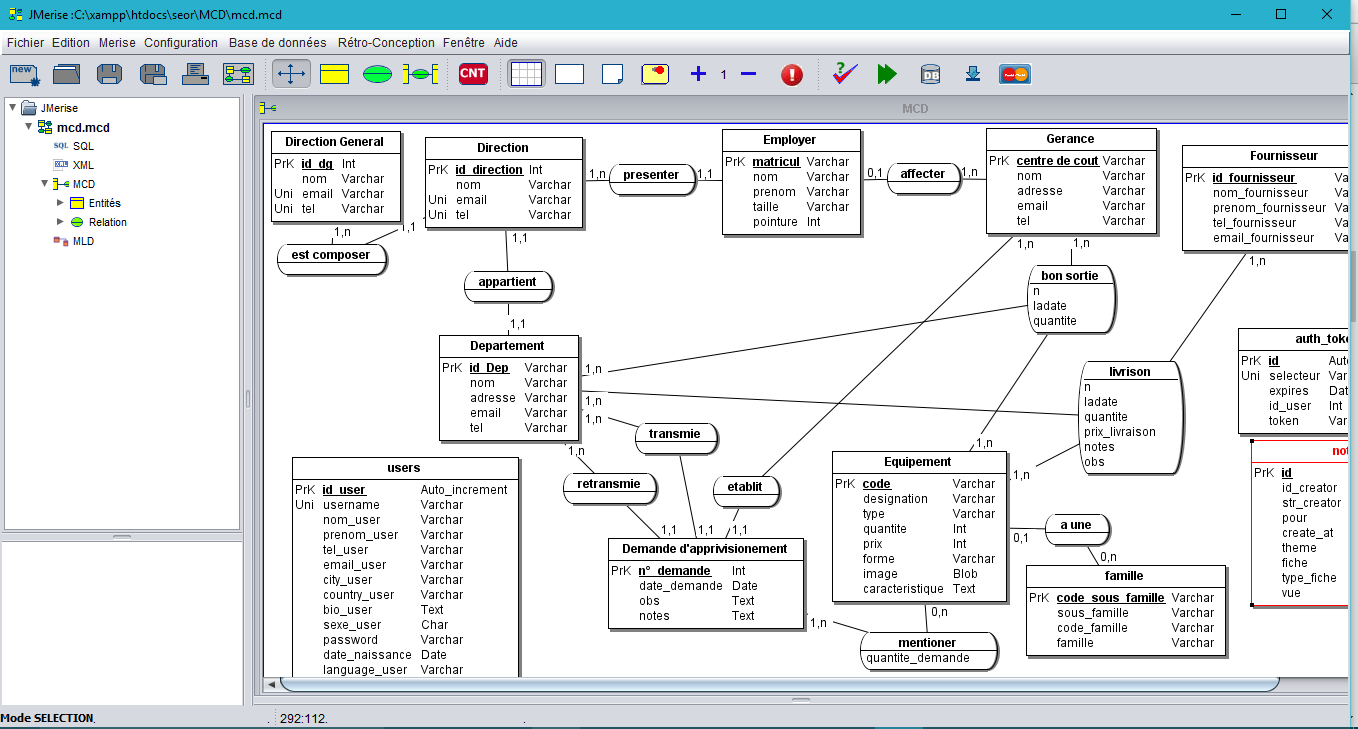 JMerise :C:\xampp\htdocs\seor\MCD\mcd.mcd
Fichier Edition Merise Configuration Base de données Rétro-Conception Fenêtre Aide
new CNT 1 ! ? DB
JMerise
mcd.mcd
SQL SQL
XML XML
MCD
Entités
Relation
MLD
MCD
Direction General
PrK id_dg Int
nom Varchar
Uni email Varchar
Uni tel Varchar
1,n
1,1
est composer
Direction
PrK id_direction Int
nom Varchar
Uni email Varchar
Uni tel Varchar
1,n
presenter
1,1
1,1
appartient
1,1
Employer
PrK matricul Varchar
nom Varchar
prenom Varchar
taille Varchar
pointure Int
0,1
affecter
1,n
Gerance
PrK centre de cout Varchar
nom Varchar
adresse Varchar
email Varchar
tel Varchar
1,n
1,n
bon sortie
n
ladate
quantite
Fournisseur
PrK id_fournisseur Va
nom_fournisseur Va
prenom_fournisseur Va
tel_fournisseur Va
email_fournisseur Va
1,n
Departement
PrK id_Dep Varchar
nom Varchar
adresse Varchar
email Varchar
tel Varchar
1,n
1,n
1,n
1,n
transmie
retransmie
etablit
1,1
1,1
1,1
livrison
n
ladate
quantite
prix_livraison
notes
obs
auth_toke
PrK id Aut
Uni selecteur Var
expires Dat
id_user Int
token Var
not
PrK id
id_creator
str_creator
pour
create_at
theme
fiche
type_fiche
vue
users
PrK id_user Auto_increment
Uni username Varchar
nom_user Varchar
prenom_user Varchar
tel_user Varchar
email_user Varchar
city_user Varchar
country_user Varchar
bio_user Text
sexe_user Char
password Varchar
date_naissance Date
language_user Varchar
Demande d'apprivisionement
PrK n° demande Int
date_demande Date
obs Text
notes Text
1,n
1,n
1,n
Equipement
PrK code Varchar
designation Varchar
type Varchar
quantite Int
prix Int
forme Varchar
image Blob
caracteristique Text
0,1
a une
0,n
0,n
mentioner
quantite_demande
famille
PrK code_sous_famille Varchar
sous_famille Varchar
code_famille Varchar
famille Varchar
Mode SELECTION. . 292:112. .